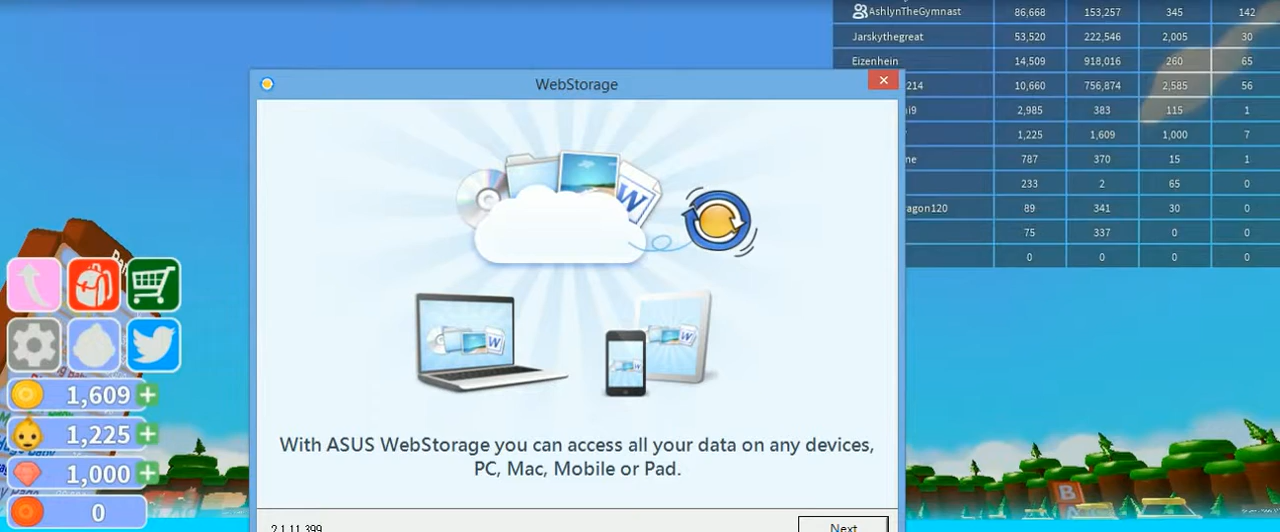 AshlynTheGymnast 86,668 153,257 345 142
Jarskythegreat 53,520 222,546 2,005 30
Eizenhein 14,509 918,016 260 65
214 10,660 756,874 2,585 56
ni9 2,985 383 115 1
1,225 1,609 1,000 7
ne 787 370 15 1
233 2 65 0
agon120 89 341 30 0
75 337 0 0
0 0 0 0
WebStorage
W
W
W
With ASUS WebStorage you can access all your data on any devices,
PC, Mac, Mobile or Pad.
2.1.11.399
Next
1,609
1,225
1,000
0
B
A